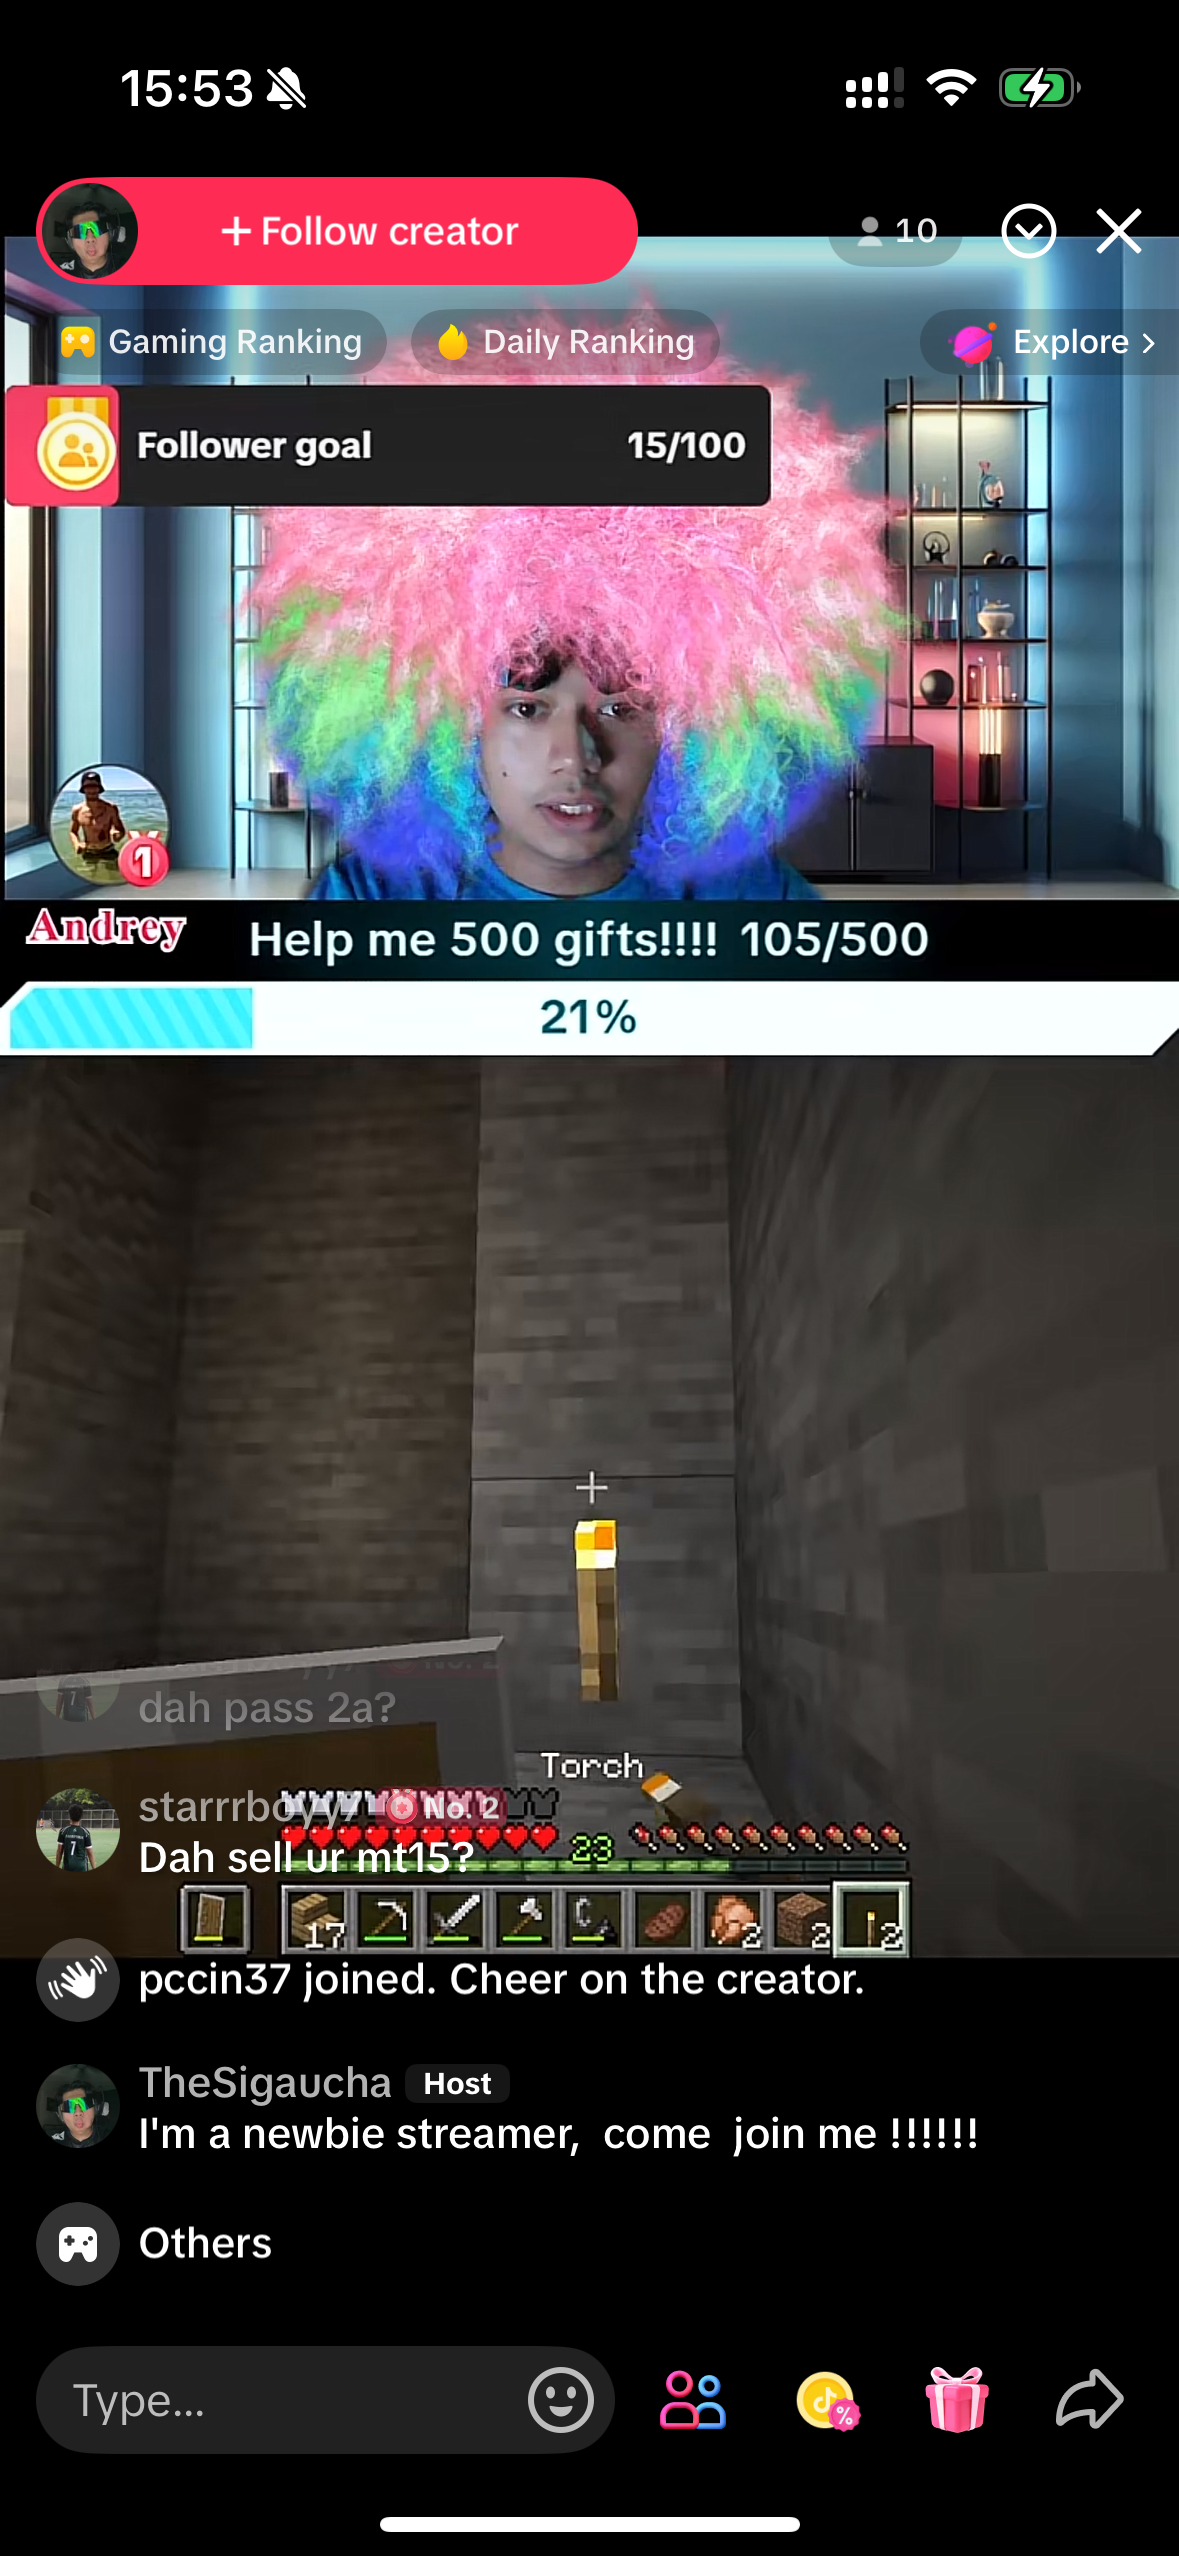 15:53
+ Follow creator
10
Gaming Ranking
Daily Ranking
Explore >
Follower goal 15/100
1
Andrey
Help me 500 gifts!!!! 105/500
21%
dah pass 2a?
Torch
starrrboyy7 No. 2
Dah sell ur mt15?
23
17 2 2 2
pccin37 joined. Cheer on the creator.
TheSigaucha Host
I'm a newbie streamer,  come  join me !!!!!!
Others
Type...